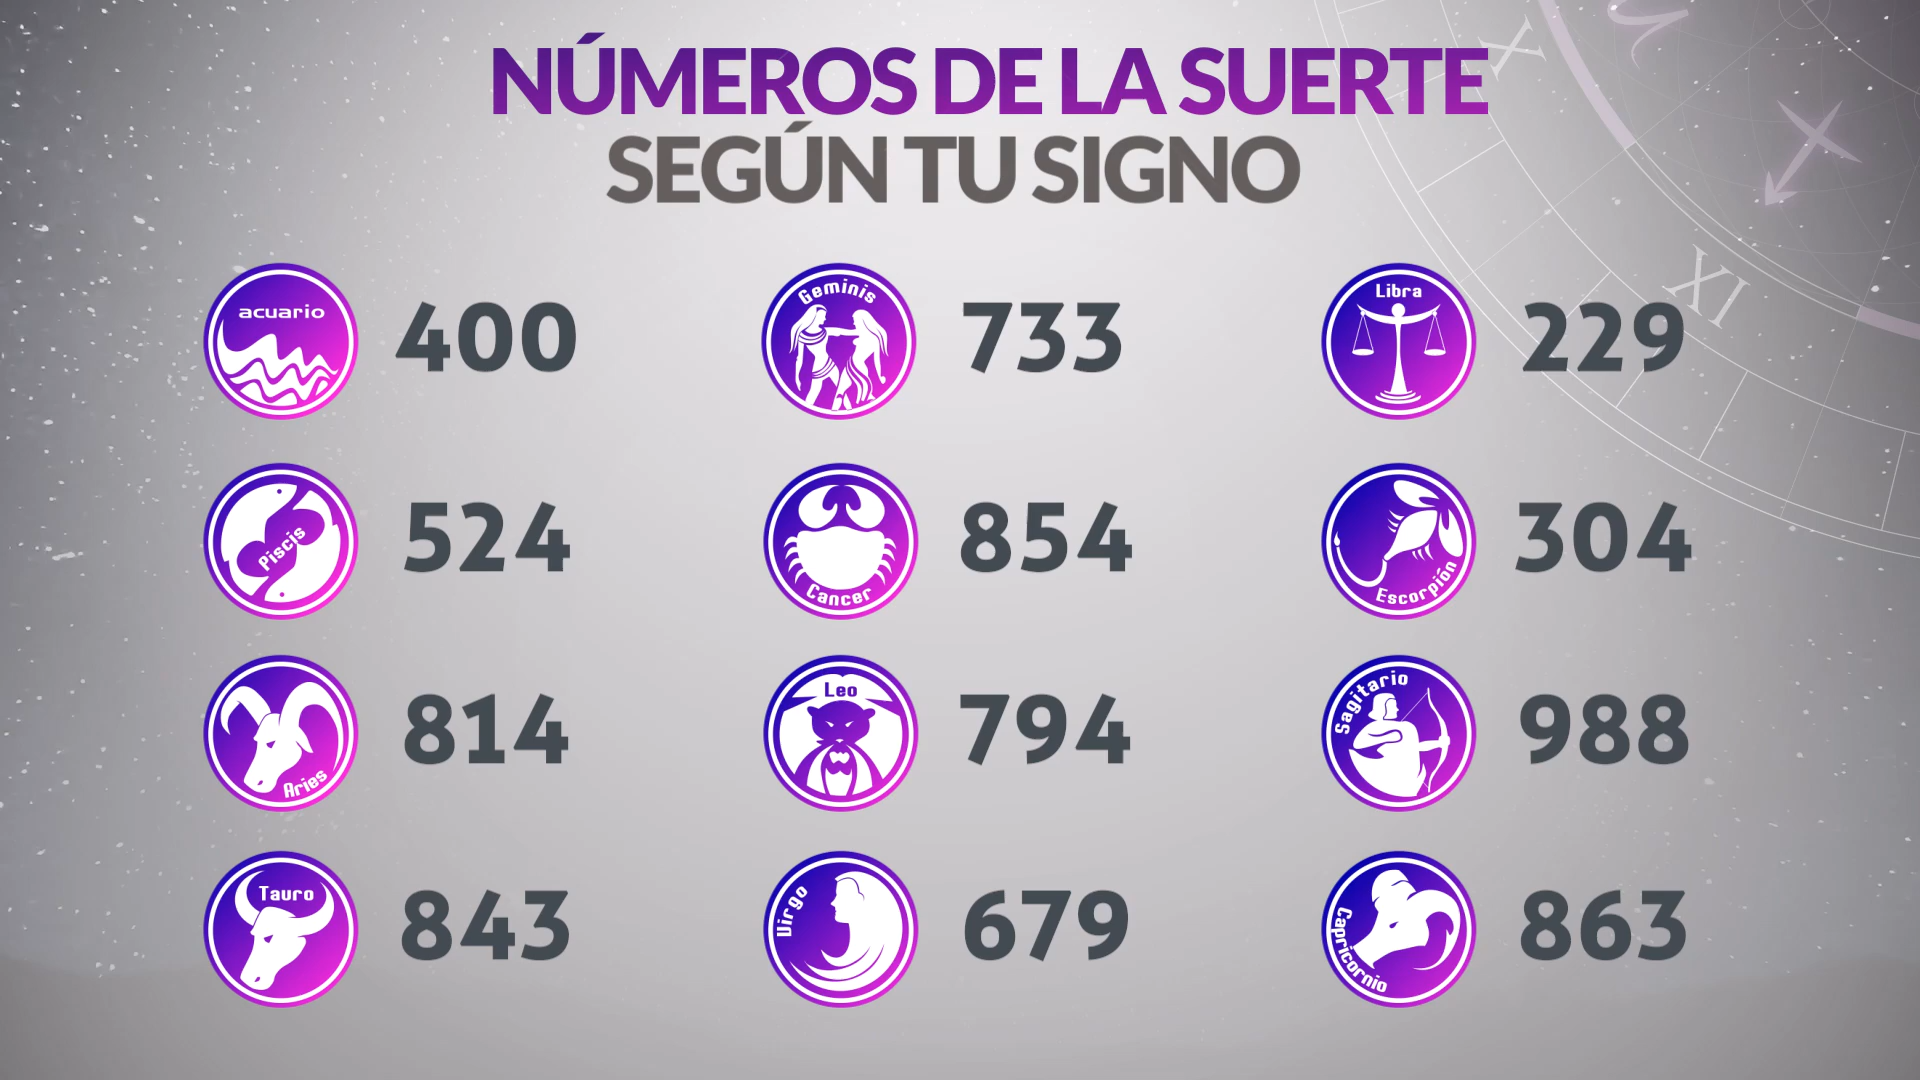 NÚMEROS DE LA SUERTE
SEGÚN TU SIGNO
acuario 400
Geminis 733
Libra 229
Piscis 524
Cancer 854
Escorpión 304
Aries 814
Leo 794
Sagitario 988
Tauro 843
Virgo 679
Capricornio 863
X
XI